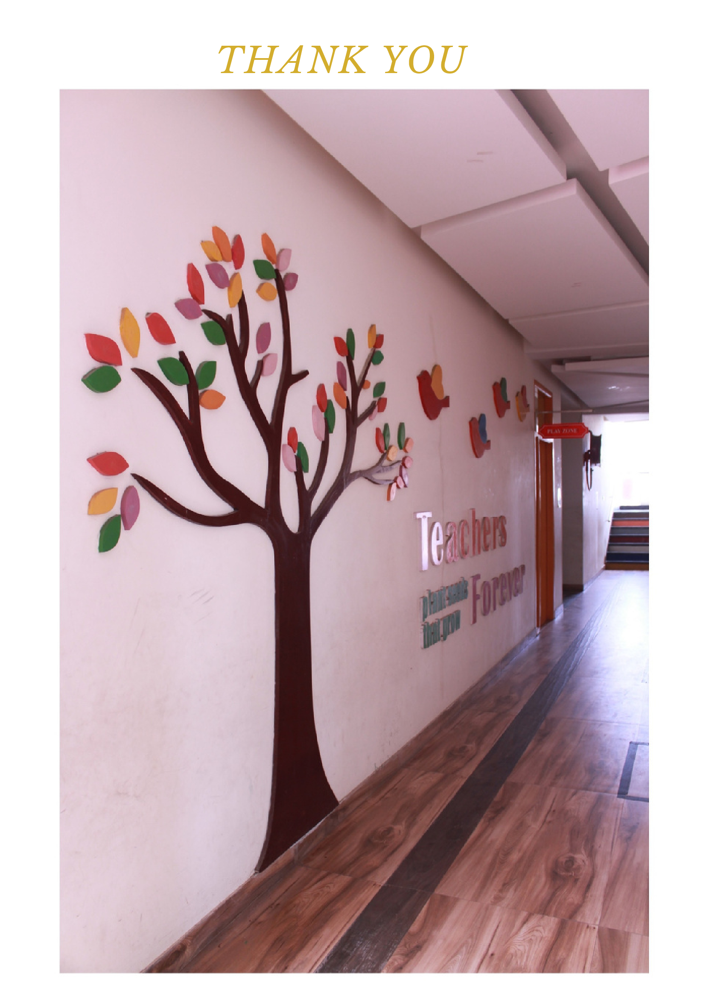 THANK YOU
PLAY ZONE
Teachers
plant seeds
that grow
Forever